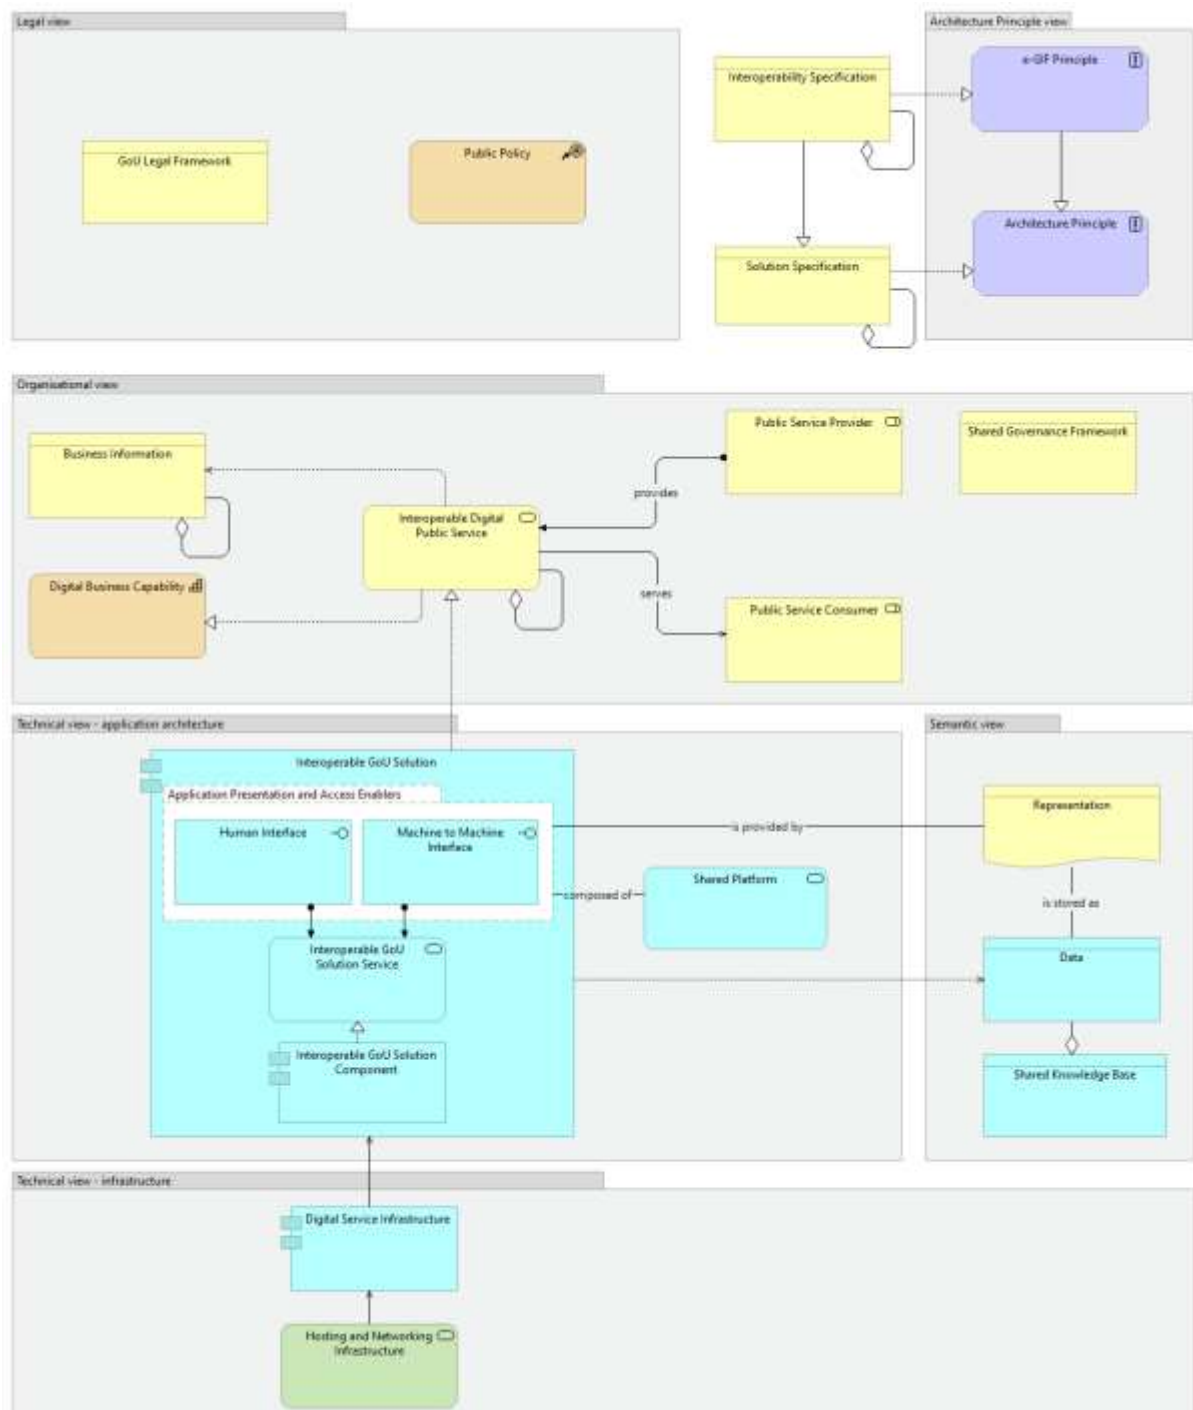 Legal view
Architecture Principle view
Interoperability Specification
e-GIF Principle
GoU Legal Framework
Public Policy
Solution Specification
Architecture Principle
Organisational view
Business Information
Public Service Provider
Shared Governance Framework
provides
Interoperable Digital
Public Service
Digital Business Capability
serves
Public Service Consumer
Technical view - application architecture
Semantic view
Interoperable GoU Solution
Application Presentation and Access Enablers
Human Interface
Machine to Machine
Interface
is provided by
Representation
Shared Platform
composed of
is stored as
Interoperable GoU
Solution Service
Data
Interoperable GoU Solution
Component
Shared Knowledge Base
Technical view - infrastructure
Digital Service Infrastructure
Hosting and Networking
Infrastructure